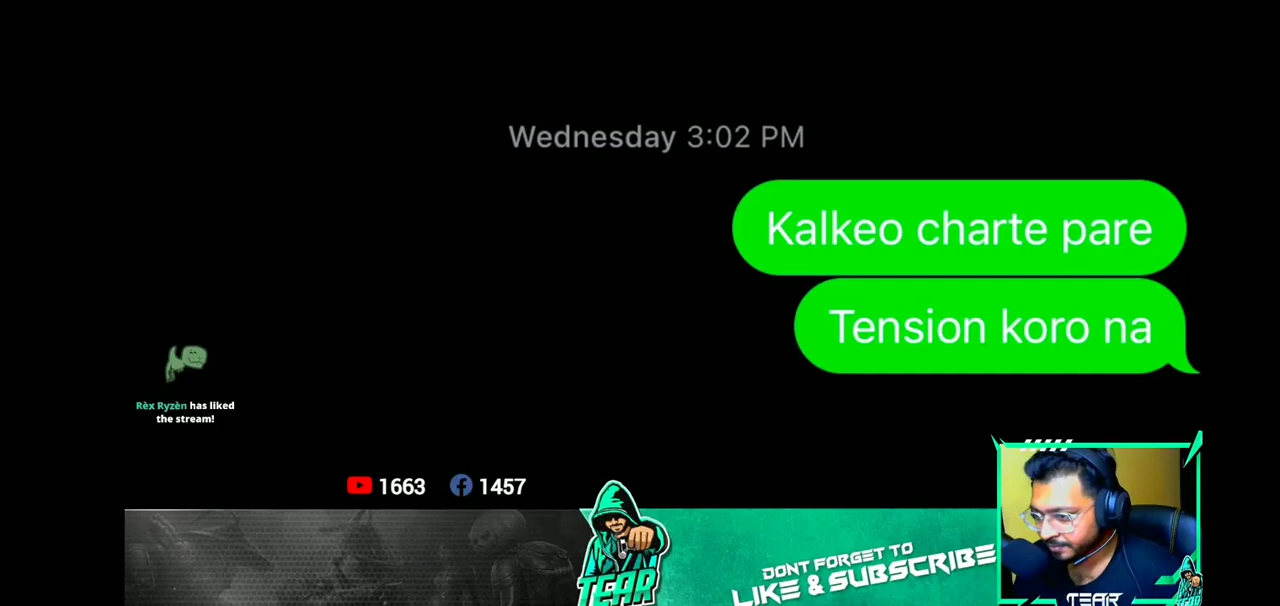 Wednesday 3:02 PM
Kalkeo charte pare
Tension koro na
Rèx Ryzèn has liked
the stream!
1663 1457
TEAR
DONT FORGET TO
LIKE & SUBSCRIBE
TEAR